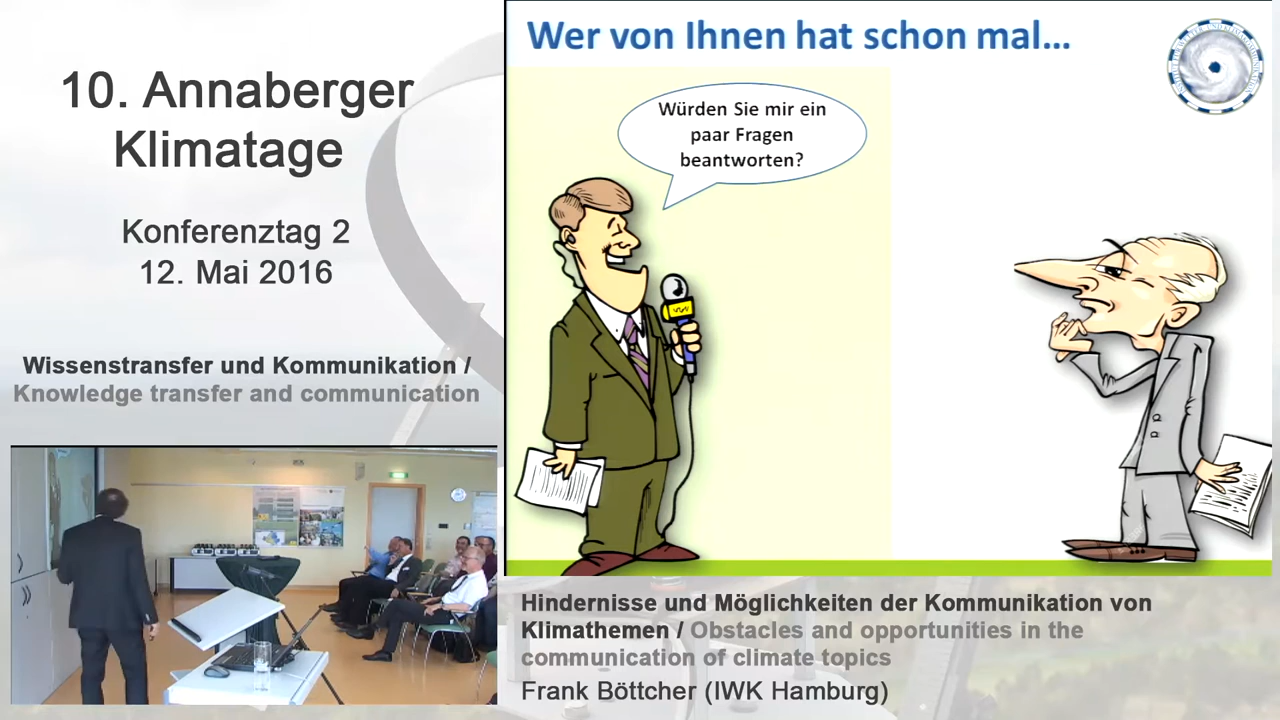 10. Annaberger
Klimatage
Konferenztag 2
12. Mai 2016
Wissenstransfer und Kommunikation /
Knowledge transfer and communication
Wer von Ihnen hat schon mal...
Würden Sie mir ein
paar Fragen
beantworten?
Hindernisse und Möglichkeiten der Kommunikation von
Klimathemen / Obstacles and opportunities in the
communication of climate topics
Frank Böttcher (IWK Hamburg)